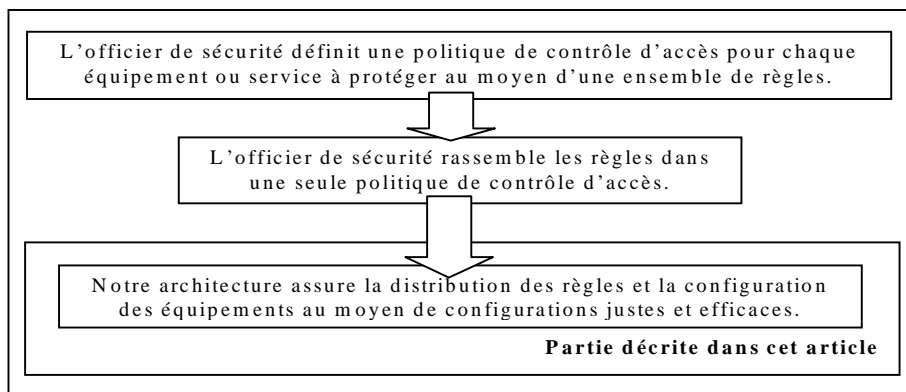 L'officier de sécurité définit une politique de contrôle d'accès pour chaque
équipement ou service à protéger au moyen d'une ensemble de règles.
L'officier de sécurité rassemble les règles dans
une seule politique de contrôle d'accès.
Notre architecture assure la distribution des règles et la configuration
des équipements au moyen de configurations justes et efficaces.
Partie décrite dans cet article